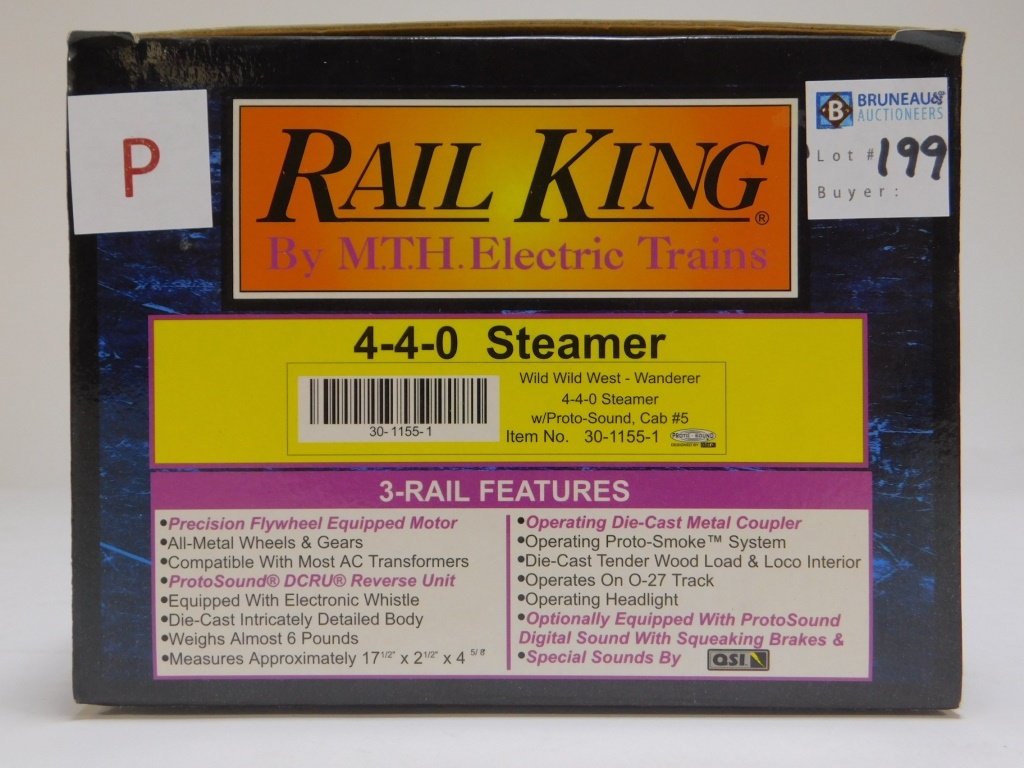 P
B BRUNEAU &
AUCTIONEERS
Lot # 199
Buyer:
RAIL KING®
By M.T.H. Electric Trains
4-4-0 Steamer
30-1155-1
Wild Wild West - Wanderer
4-4-0 Steamer
w/Proto-Sound, Cab #5
Item No. 30-1155-1
PROTO SOUND
3-RAIL FEATURES
•Precision Flywheel Equipped Motor
•All-Metal Wheels & Gears
•Compatible With Most AC Transformers
•ProtoSound® DCRU® Reverse Unit
•Equipped With Electronic Whistle
•Die-Cast Intricately Detailed Body
•Weighs Almost 6 Pounds
•Measures Approximately 17 1/2" x 2 1/2" x 4 5/8"
•Operating Die-Cast Metal Coupler
•Operating Proto-Smoke™ System
•Die-Cast Tender Wood Load & Loco Interior
•Operates On O-27 Track
•Operating Headlight
•Optionally Equipped With ProtoSound
Digital Sound With Squeaking Brakes &
•Special Sounds By QSI